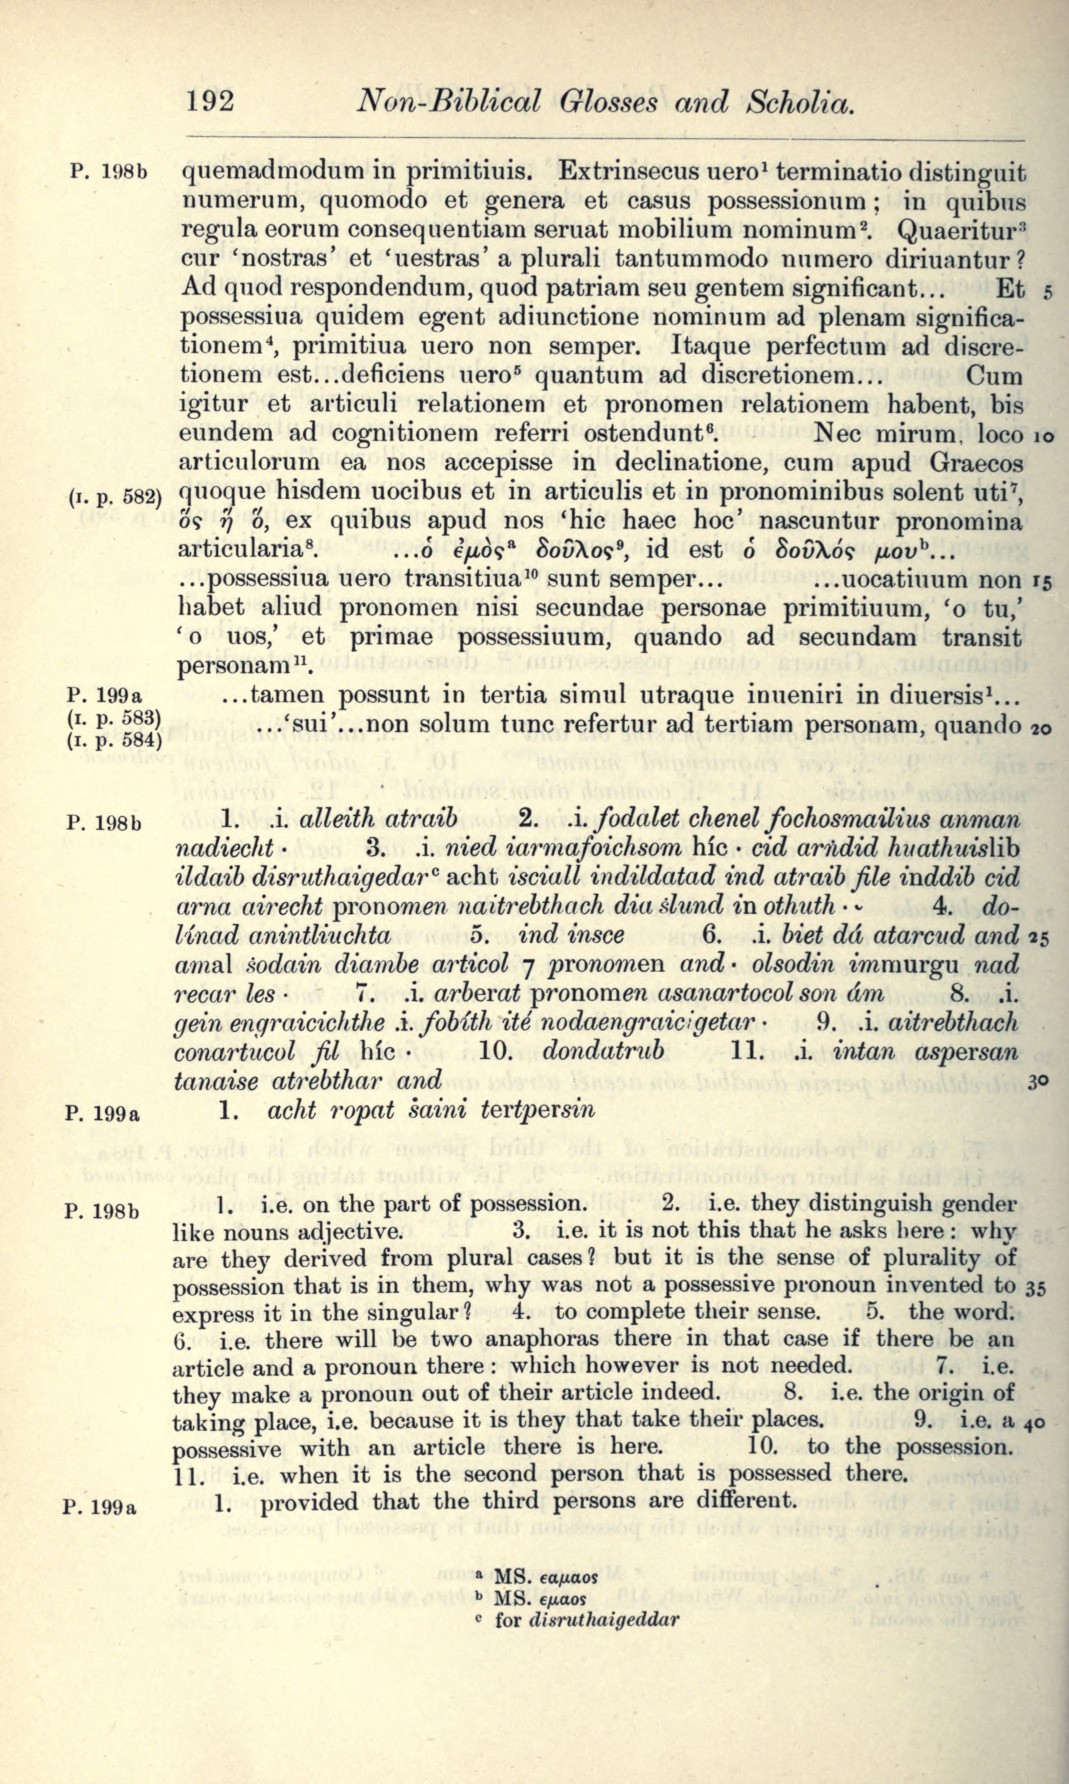 192 Non-Biblical Glosses and Scholia.
P. 198b quemadmodum in primitiuis. Extrinsecus uero¹ terminatio distinguit
numerum, quomodo et genera et casus possessionum ; in quibus
regula eorum consequentiam seruat mobilium nominum². Quaeritur³
cur ‘nostras’ et ‘uestras’ a plurali tantummodo numero diriuantur ?
Ad quod respondendum, quod patriam seu gentem significant... Et 5
possessiua quidem egent adiunctione nominum ad plenam significa-
tionem⁴, primitiua uero non semper. Itaque perfectum ad discre-
tionem est...deficiens uero⁵ quantum ad discretionem... Cum
igitur et articuli relationem et pronomen relationem habent, bis
eundem ad cognitionem referri ostendunt⁶. Nec mirum, loco 10
articulorum ea nos accepisse in declinatione, cum apud Graecos
(I. p. 582) quoque hisdem uocibus et in articulis et in pronominibus solent uti⁷,
ὅς ἥ ὅ, ex quibus apud nos ‘hic haec hoc’ nascuntur pronomina
articularia⁸. ...ὁ ἐμὸςᵃ δοῦλος⁹, id est ὁ δοῦλός μουᵇ...
...possessiua uero transitiua¹⁰ sunt semper... ...uocatiuum non 15
habet aliud pronomen nisi secundae personae primitiuum, ‘o tu,’
‘o uos,’ et primae possessiuum, quando ad secundam transit
personam¹¹.
P. 199a ...tamen possunt in tertia simul utraque inueniri in diuersis¹...
(I. p. 583)
(I. p. 584) ...‘sui’...non solum tunc refertur ad tertiam personam, quando 20
P. 198b 1. .i. alleith atraib 2. .i. fodalet chenel fochosmailius anman
nadiecht · 3. .i. nied iarmafoichsom híc · cid arṅdid huathuislib
ildaib disruthaigedarᶜ acht isciall indildatad ind atraib file inddib cid
arna airecht pronomen naitrebthach dia ṡlund in othuth · ~ 4. do-
línad anintliuchta 5. ind insce 6. .i. biet dá atarcud and 25
amal ṡodain diambe articol ⁊ pronomen and · olsodin immurgu nad
recar les · 7. .i. arberat pronomen asanartocol son ám 8. .i.
gein engraicichthe .i. fobíth ité nodaengraicigetar · 9. .i. aitrebthach
conartucol fil híc · 10. dondatrub 11. .i. intan aspersan
tanaise atrebthar and 30
P. 199a 1. acht ropat ṡaini tertpersin
P. 198b 1. i.e. on the part of possession. 2. i.e. they distinguish gender
like nouns adjective. 3. i.e. it is not this that he asks here : why
are they derived from plural cases ? but it is the sense of plurality of
possession that is in them, why was not a possessive pronoun invented to 35
express it in the singular ? 4. to complete their sense. 5. the word.
6. i.e. there will be two anaphoras there in that case if there be an
article and a pronoun there : which however is not needed. 7. i.e.
they make a pronoun out of their article indeed. 8. i.e. the origin of
taking place, i.e. because it is they that take their places. 9. i.e. a 40
possessive with an article there is here. 10. to the possession.
11. i.e. when it is the second person that is possessed there.
P. 199a 1. provided that the third persons are different.
ᵃ MS. εαμαος
ᵇ MS. εμαος
ᶜ for disruthaigeddar